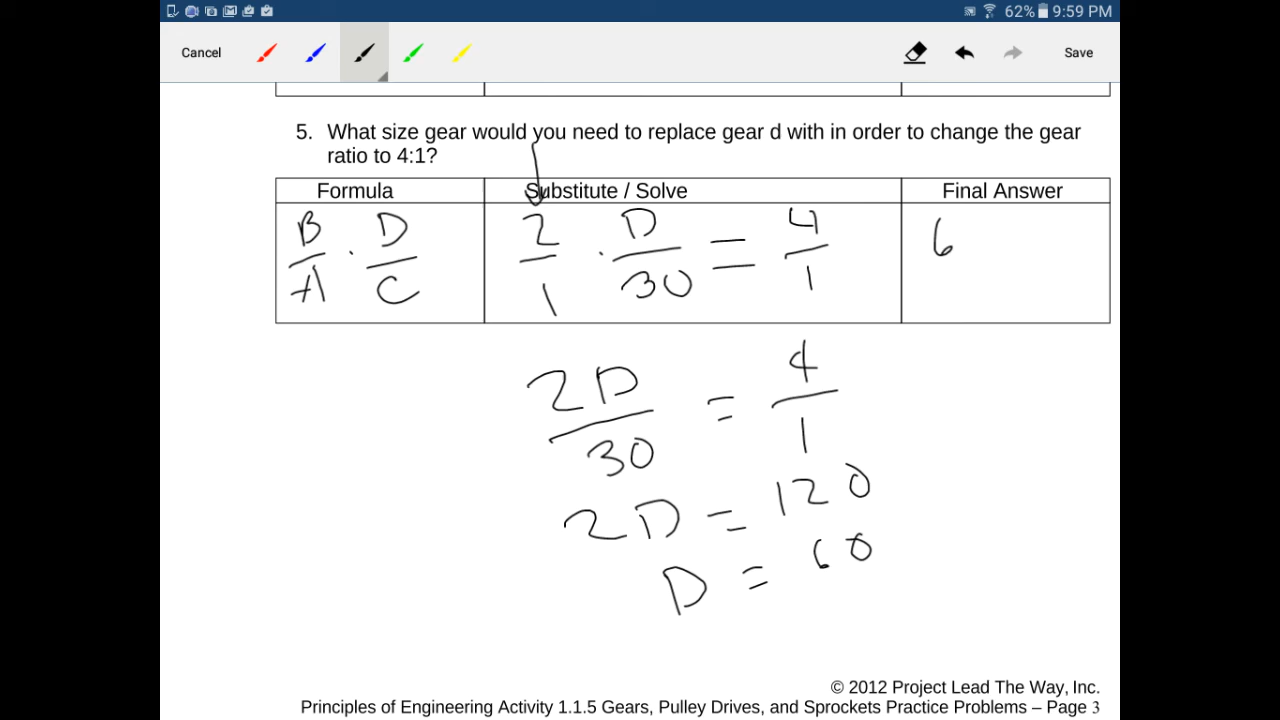 62% 9:59 PM
Cancel Save
5. What size gear would you need to replace gear d with in order to change the gear
ratio to 4:1?
Formula Substitute / Solve Final Answer
B/A · D/C 2/1 · D/30 = 4/1 6
2D/30 = 4/1
2D = 120
D = 60
© 2012 Project Lead The Way, Inc.
Principles of Engineering Activity 1.1.5 Gears, Pulley Drives, and Sprockets Practice Problems – Page 3